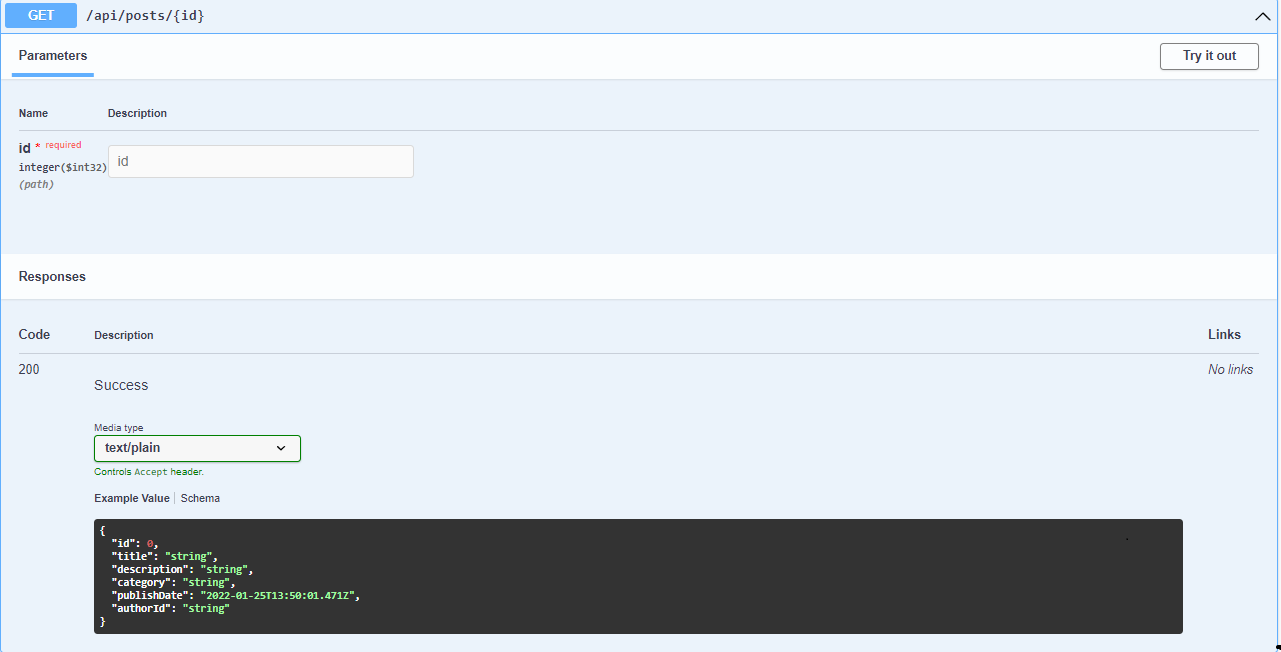 GET /api/posts/{id}
Parameters
Try it out
Name Description
id * required
integer($int32)
(path)
id
Responses
Code Description Links
200 No links
Success
Media type
text/plain
Controls Accept header.
Example Value Schema
{
  "id": 0,
  "title": "string",
  "description": "string",
  "category": "string",
  "publishDate": "2022-01-25T13:50:01.471Z",
  "authorId": "string"
}